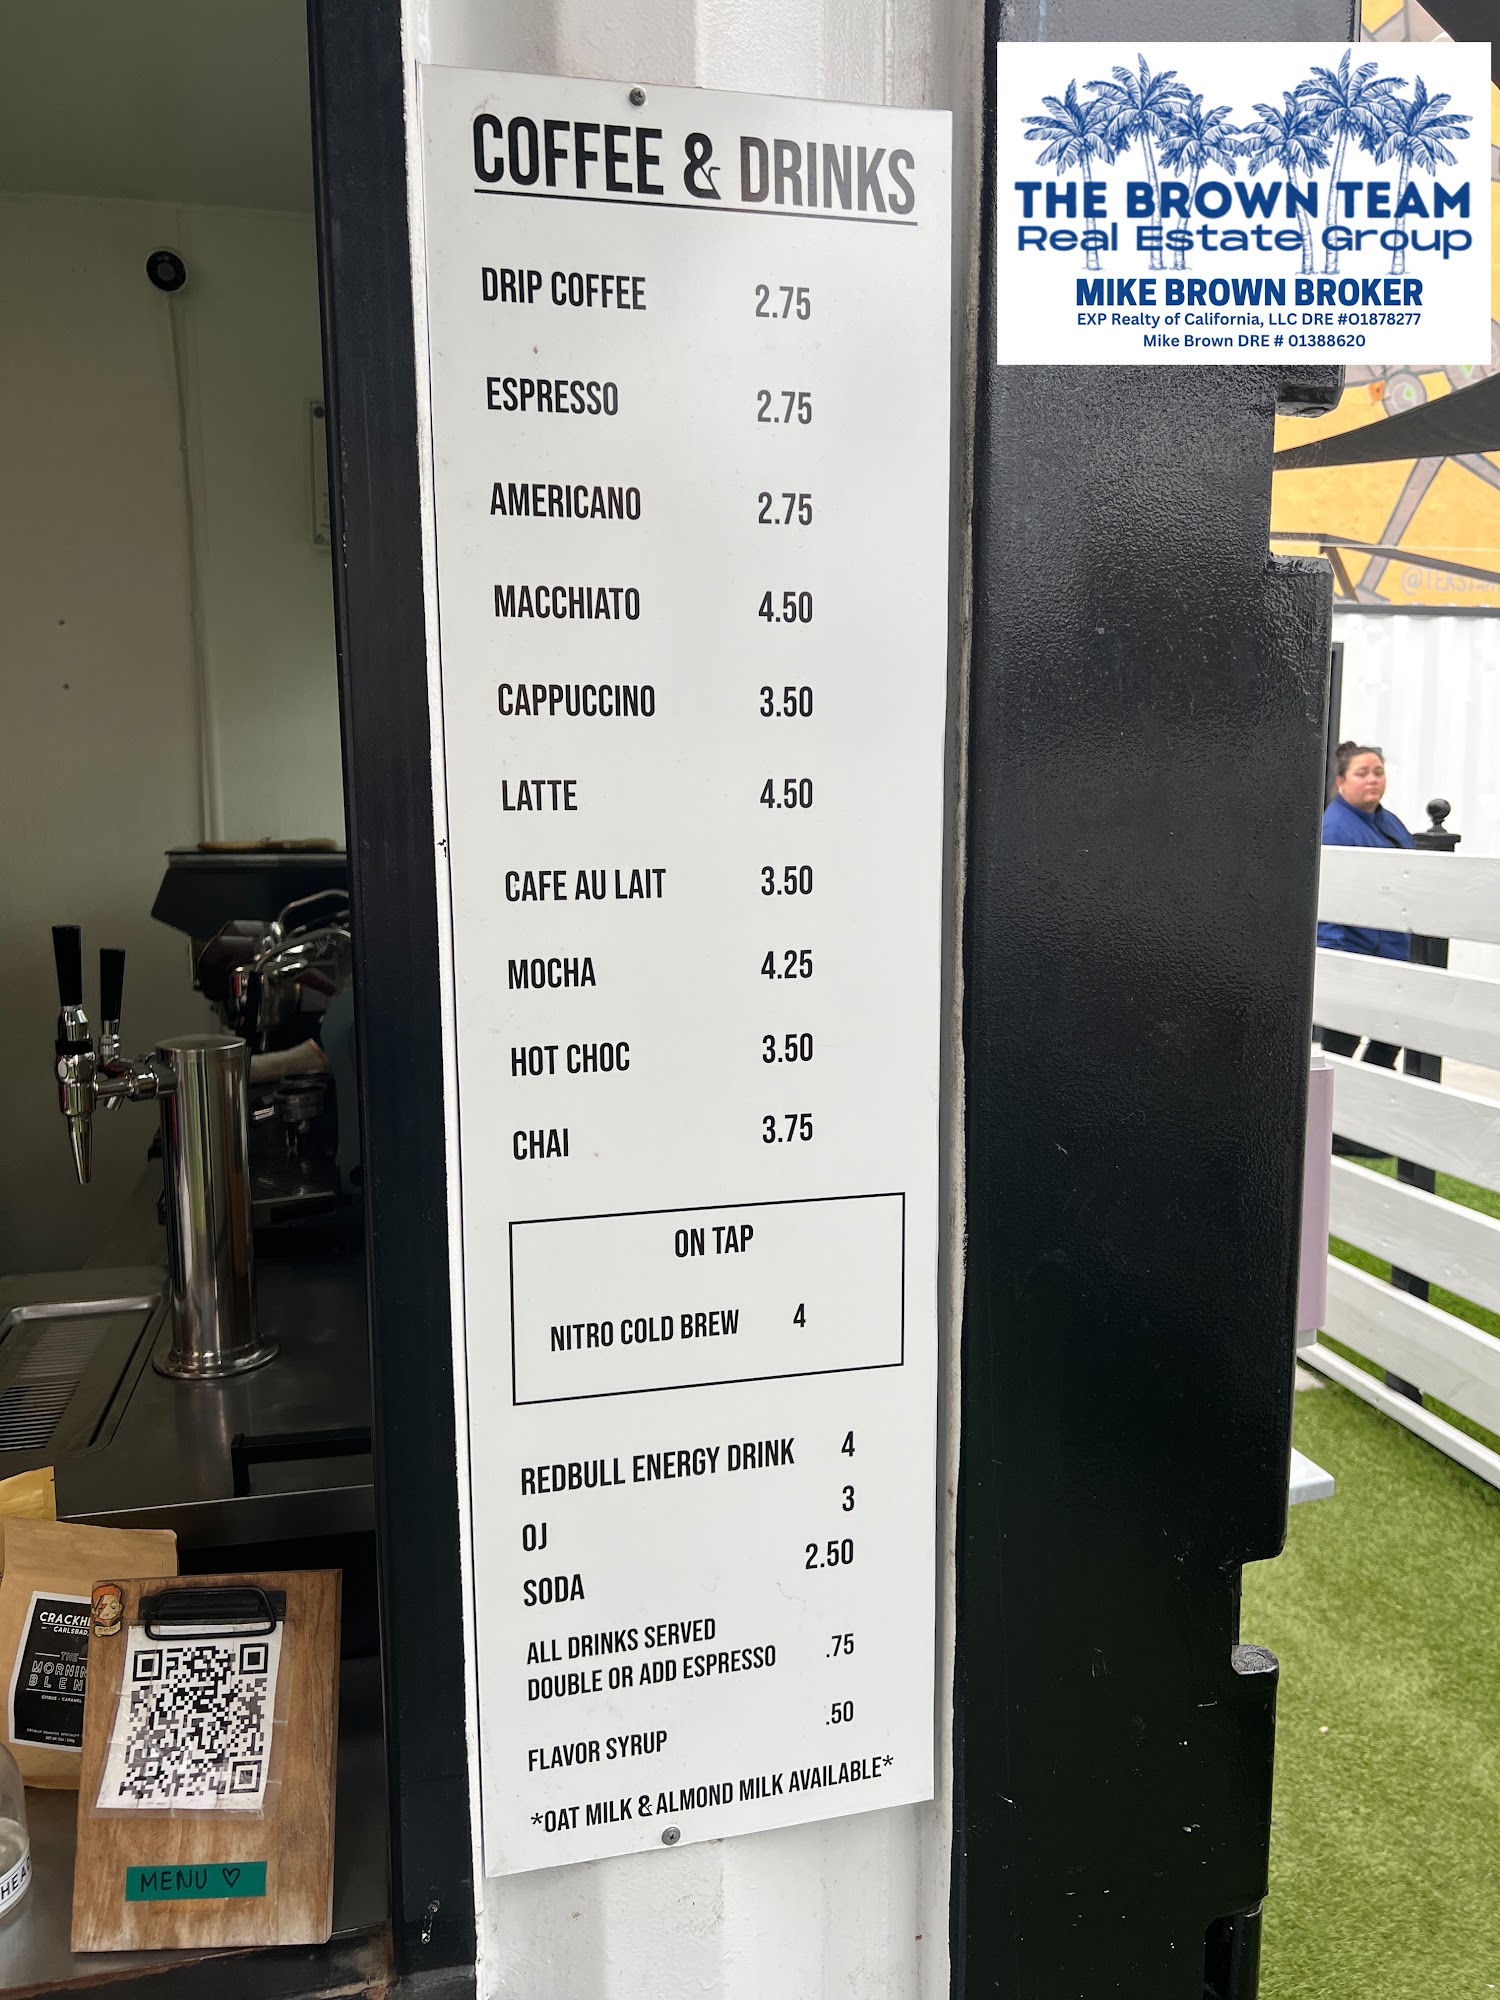 THE BROWN TEAM
Real Estate Group
MIKE BROWN BROKER
EXP Realty of California, LLC DRE #01878277
Mike Brown DRE # 01388620
COFFEE & DRINKS
DRIP COFFEE 2.75
ESPRESSO 2.75
AMERICANO 2.75
MACCHIATO 4.50
CAPPUCCINO 3.50
LATTE 4.50
CAFE AU LAIT 3.50
MOCHA 4.25
HOT CHOC 3.50
CHAI 3.75
ON TAP
NITRO COLD BREW 4
REDBULL ENERGY DRINK 4
OJ 3
SODA 2.50
ALL DRINKS SERVED
DOUBLE OR ADD ESPRESSO .75
FLAVOR SYRUP .50
*OAT MILK & ALMOND MILK AVAILABLE*
CARLSBAD
THE
MENU ♡